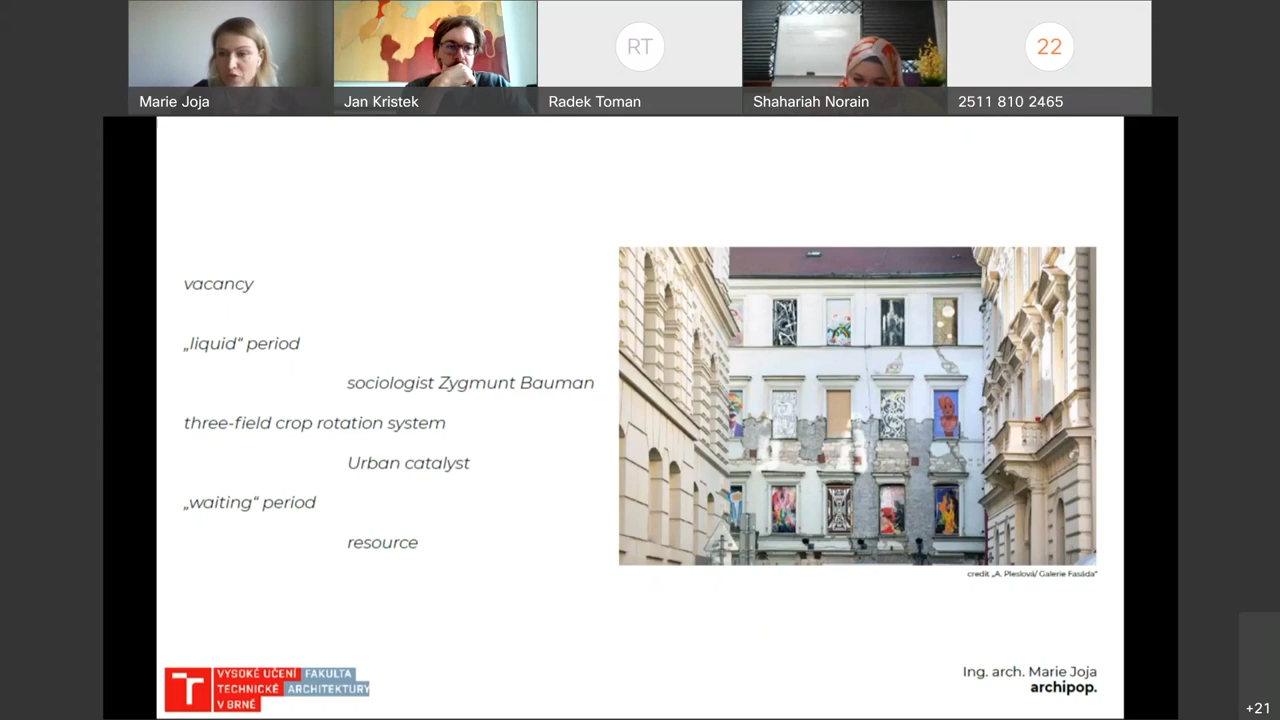 Marie Joja
Jan Kristek
RT
Radek Toman
Shahariah Norain
22
2511 810 2465
vacancy
„liquid“ period
sociologist Zygmunt Bauman
three-field crop rotation system
Urban catalyst
„waiting“ period
resource
credit „A. Pleslová/ Galerie Fasáda“
T VYSOKÉ UČENÍ FAKULTA
TECHNICKÉ ARCHITEKTURY
V BRNĚ
Ing. arch. Marie Joja
archipop.
+21